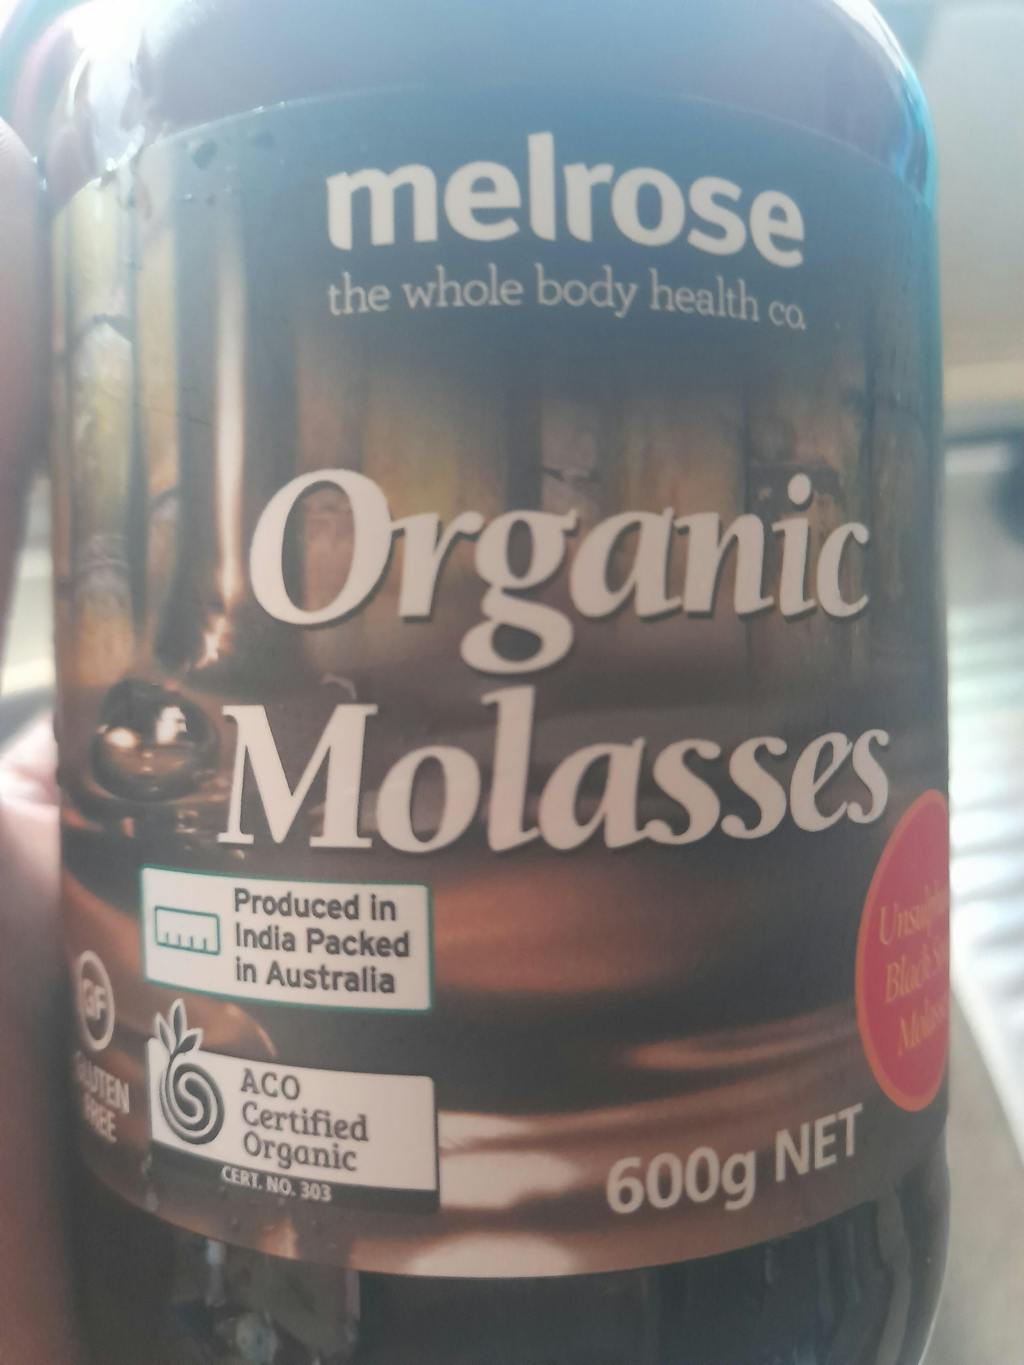 melrose
the whole body health co.
Organic
Molasses
Produced in
India Packed
in Australia
GF
GLUTEN
FREE
ACO
Certified
Organic
CERT. NO. 303
600g NET
Black